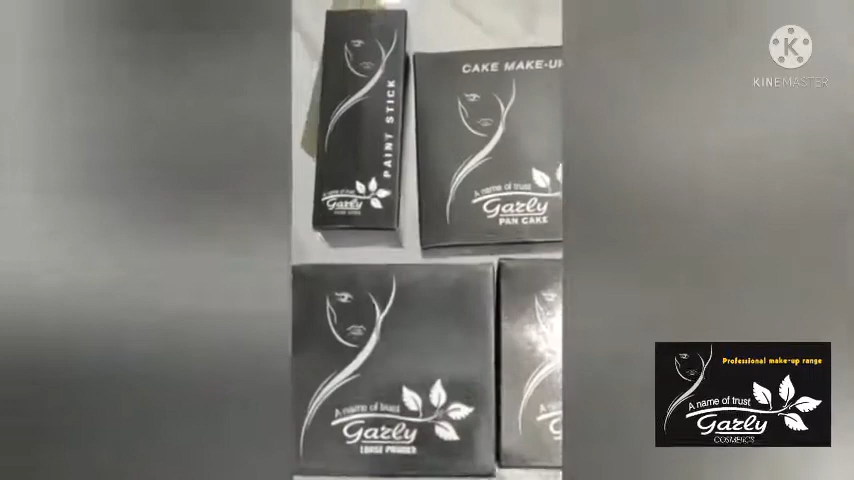 KINEMASTER
PAINT STICK
A name of trust
Garly
CAKE MAKE-UP
A name of trust
Garly
PAN CAKE
A name of trust
Garly
LOOSE POWDER
Professional make-up range
A name of trust
Garly
COSMETIC'S